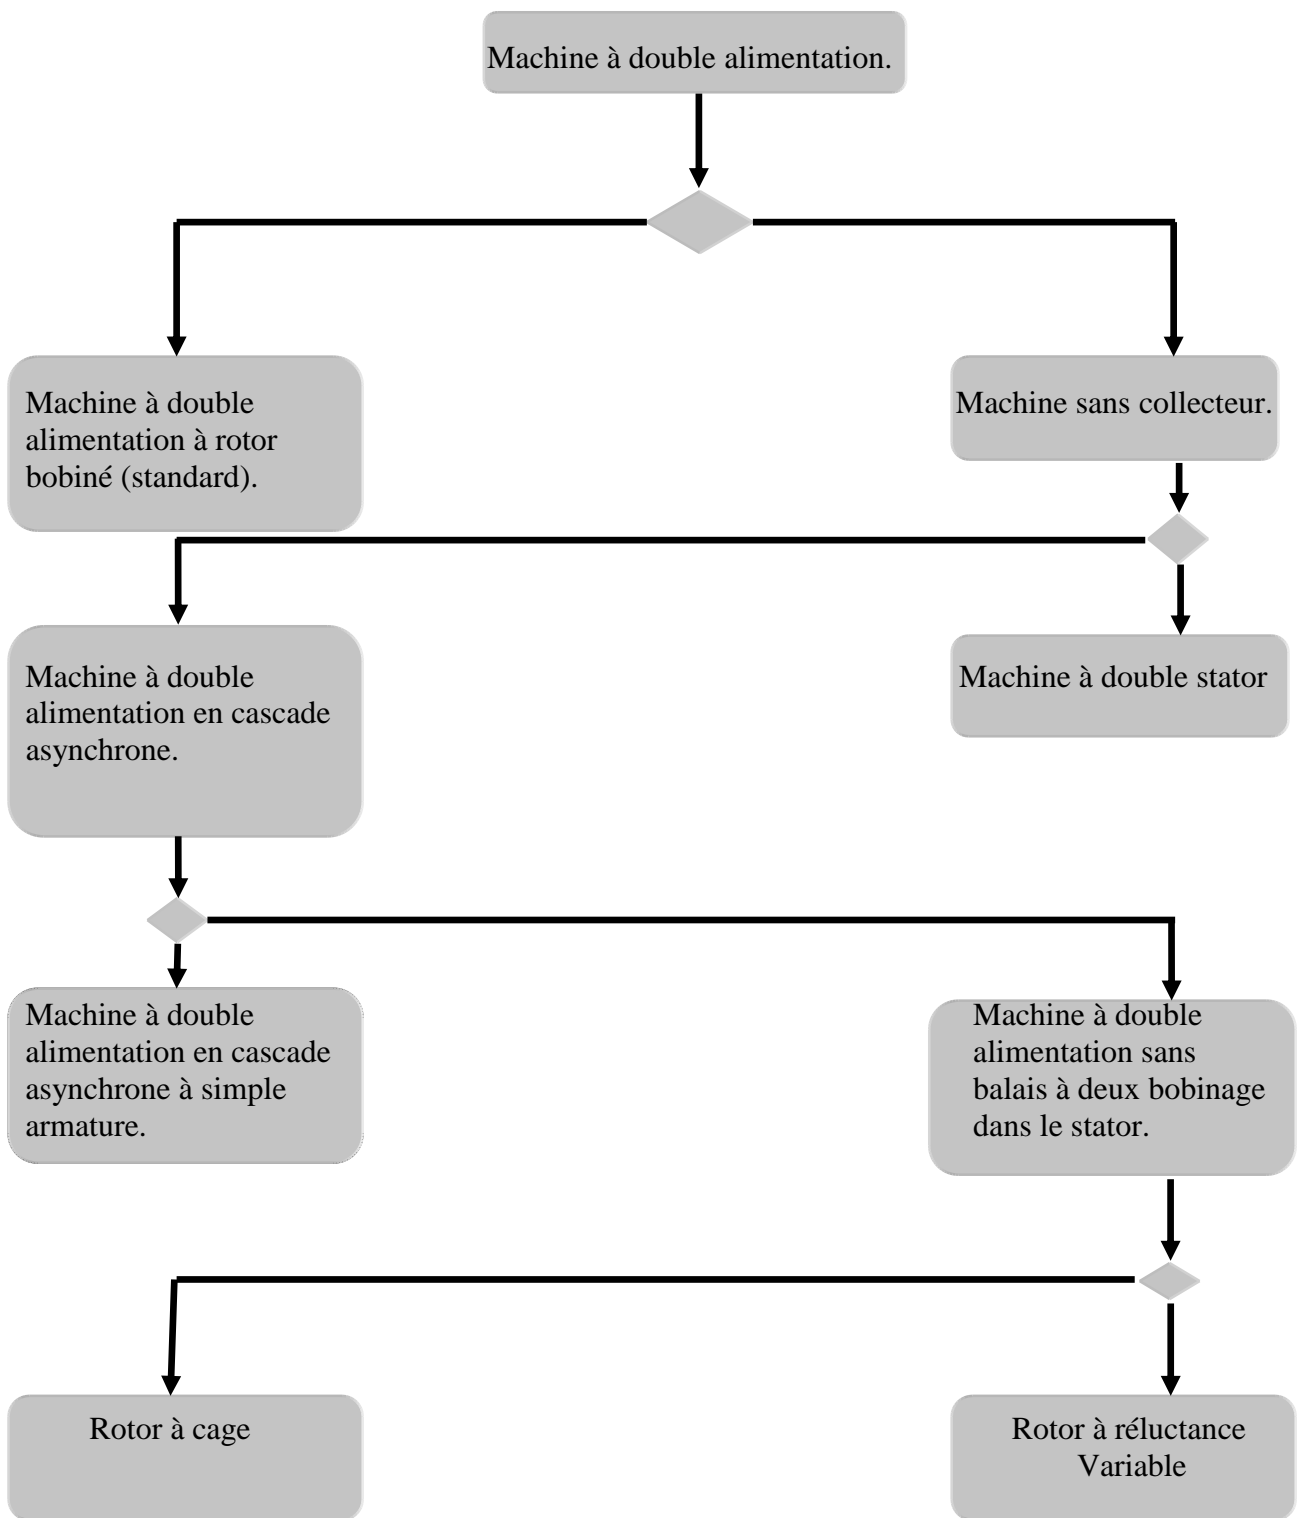 Machine à double alimentation.
Machine à double
alimentation à rotor
bobiné (standard).
Machine sans collecteur.
Machine à double
alimentation en cascade
asynchrone.
Machine à double stator
Machine à double
alimentation en cascade
asynchrone à simple
armature.
Machine à double
alimentation sans
balais à deux bobinage
dans le stator.
Rotor à cage
Rotor à réluctance
Variable